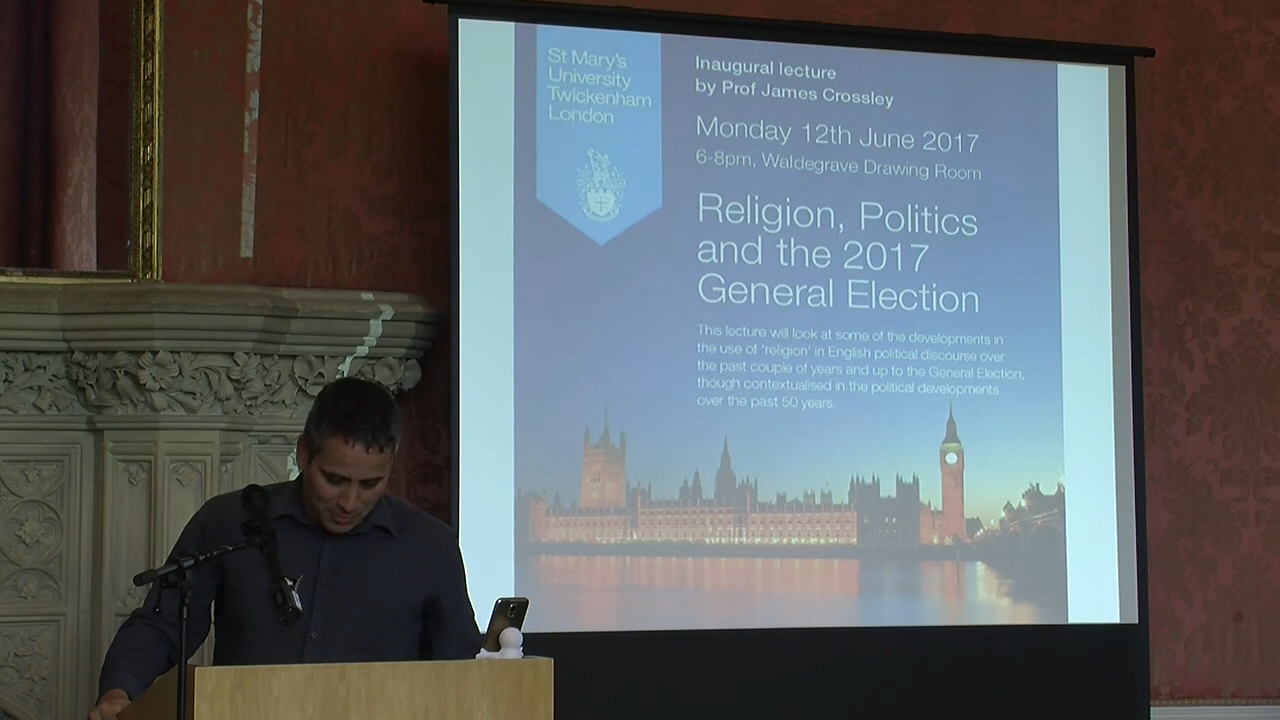 St Mary's
University
Twickenham
London
Inaugural lecture
by Prof James Crossley
Monday 12th June 2017
6-8pm, Waldegrave Drawing Room
Religion, Politics
and the 2017
General Election
This lecture will look at some of the developments in
the use of 'religion' in English political discourse over
the past couple of years and up to the General Election,
though contextualised in the political developments
over the past 50 years.